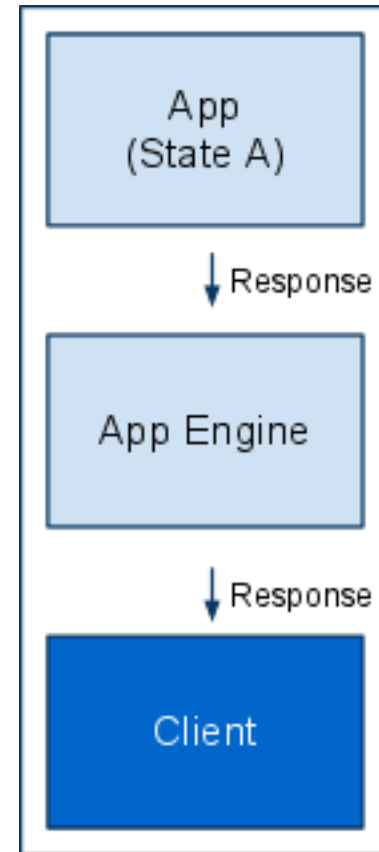 App
(State A)
Response
App Engine
Response
Client